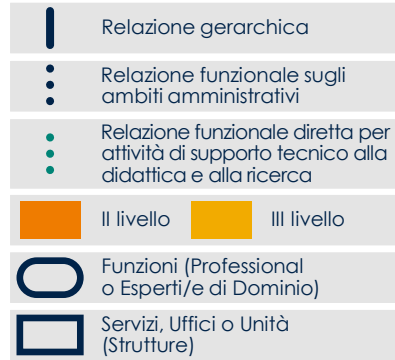 Relazione gerarchica
Relazione funzionale sugli
ambiti amministrativi
Relazione funzionale diretta per
attività di supporto tecnico alla
didattica e alla ricerca
II livello
III livello
Funzioni (Professional
o Esperti/e di Dominio)
Servizi, Uffici o Unità
(Strutture)